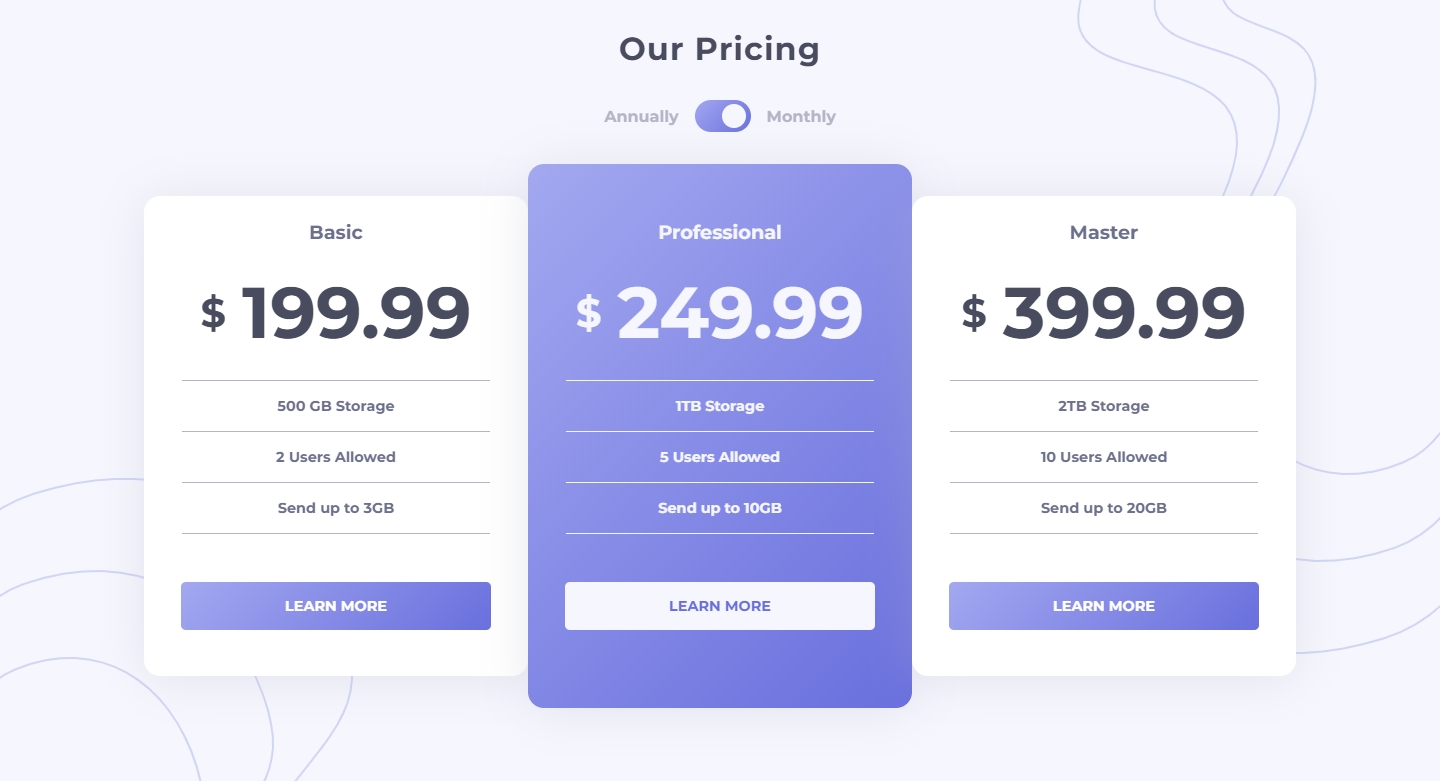 Our Pricing
Annually
Monthly
Basic
$ 199.99
500 GB Storage
2 Users Allowed
Send up to 3GB
LEARN MORE
Professional
$ 249.99
1TB Storage
5 Users Allowed
Send up to 10GB
LEARN MORE
Master
$ 399.99
2TB Storage
10 Users Allowed
Send up to 20GB
LEARN MORE